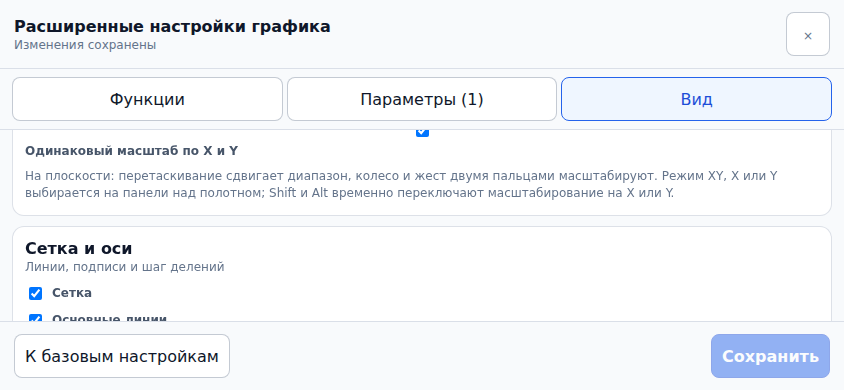 Расширенные настройки графика
Изменения сохранены
×
Функции
Параметры (1)
Вид
Одинаковый масштаб по X и Y
На плоскости: перетаскивание сдвигает диапазон, колесо и жест двумя пальцами масштабируют. Режим XY, X или Y
выбирается на панели над полотном; Shift и Alt временно переключают масштабирование на X или Y.
Сетка и оси
Линии, подписи и шаг делений
Сетка
Основные линии
К базовым настройкам
Сохранить